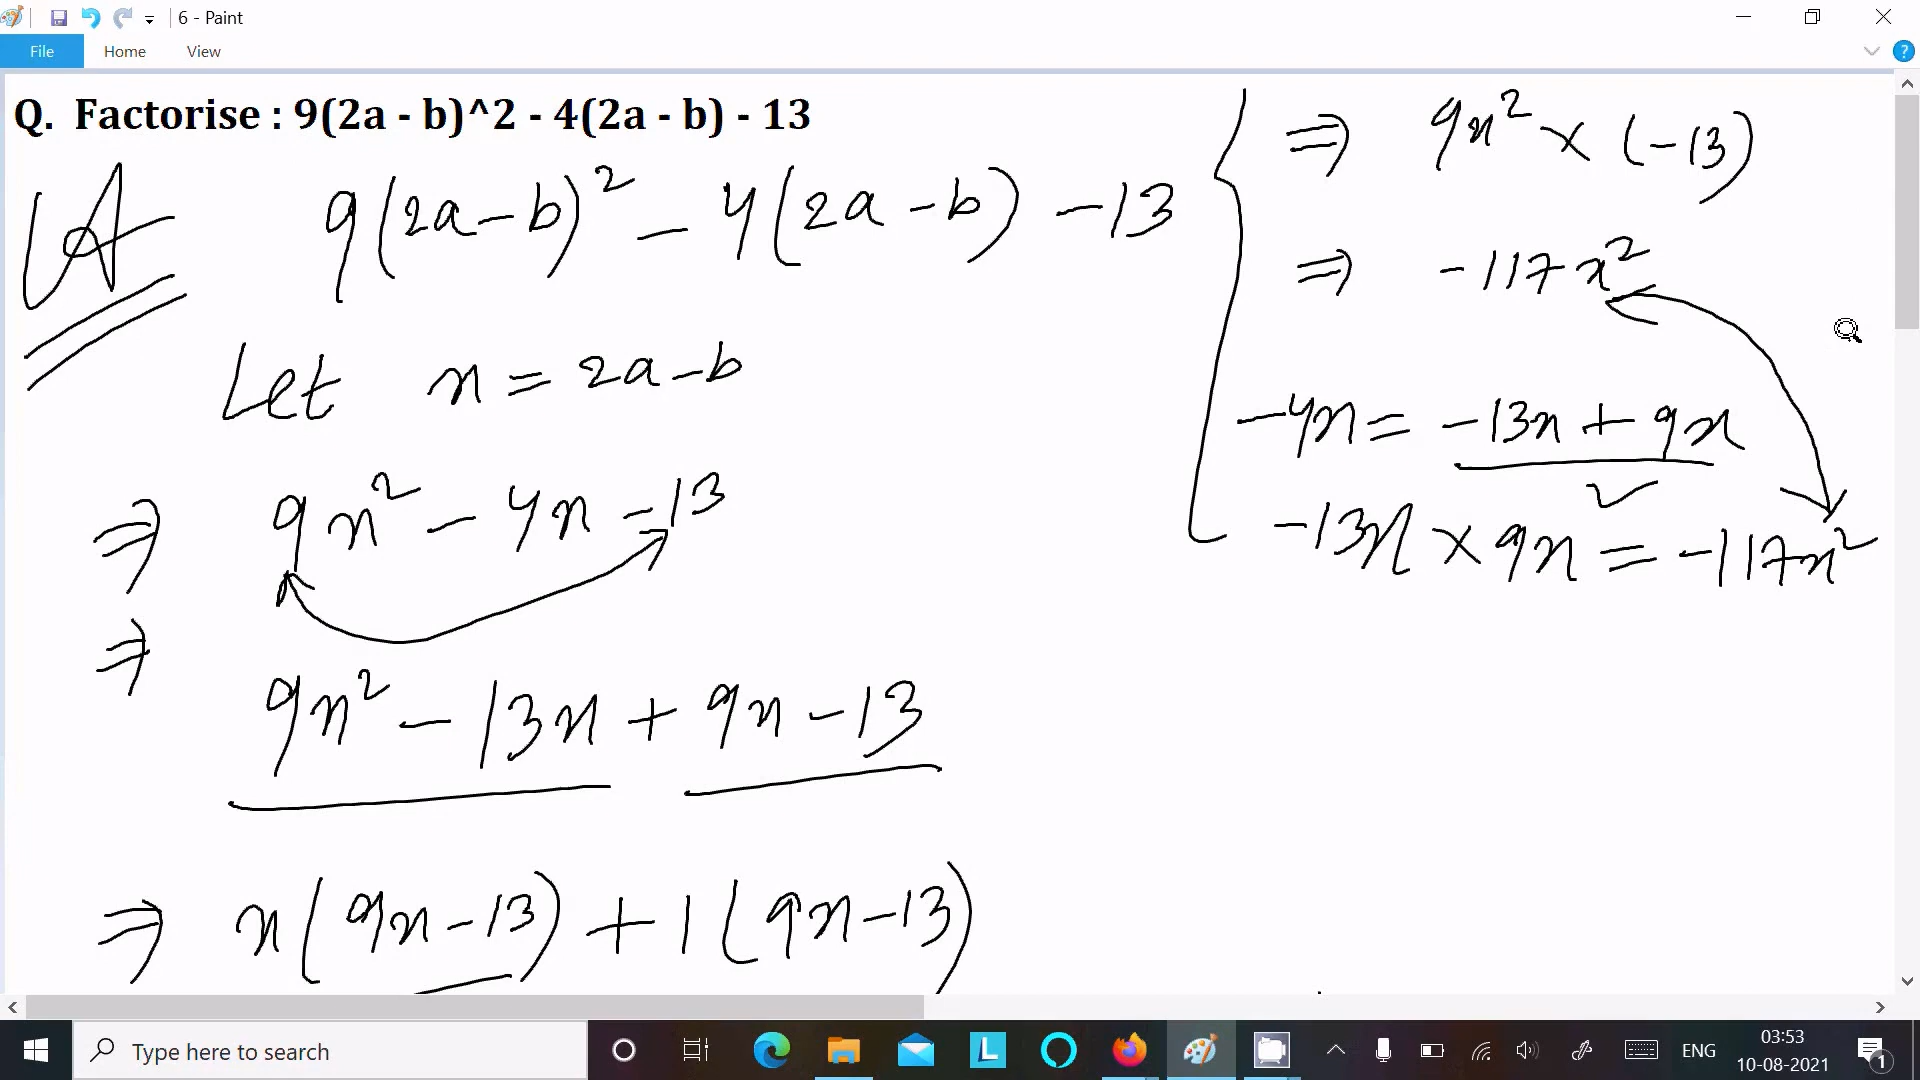 6 - Paint
File Home View
Q. Factorise : 9(2a - b)^2 - 4(2a - b) - 13
A 9(2a-b)² - 4(2a-b) -13
Let x = 2a-b
⇒ 9x² - 4x -13
⇒
9x² - 13x + 9x - 13
⇒ x(9x-13) + 1(9x-13)
⇒ 9x² × (-13)
⇒ -117x²
-4x = -13x + 9x
-13x × 9x = -117x²
Type here to search
L
ENG
03:53
10-08-2021
1